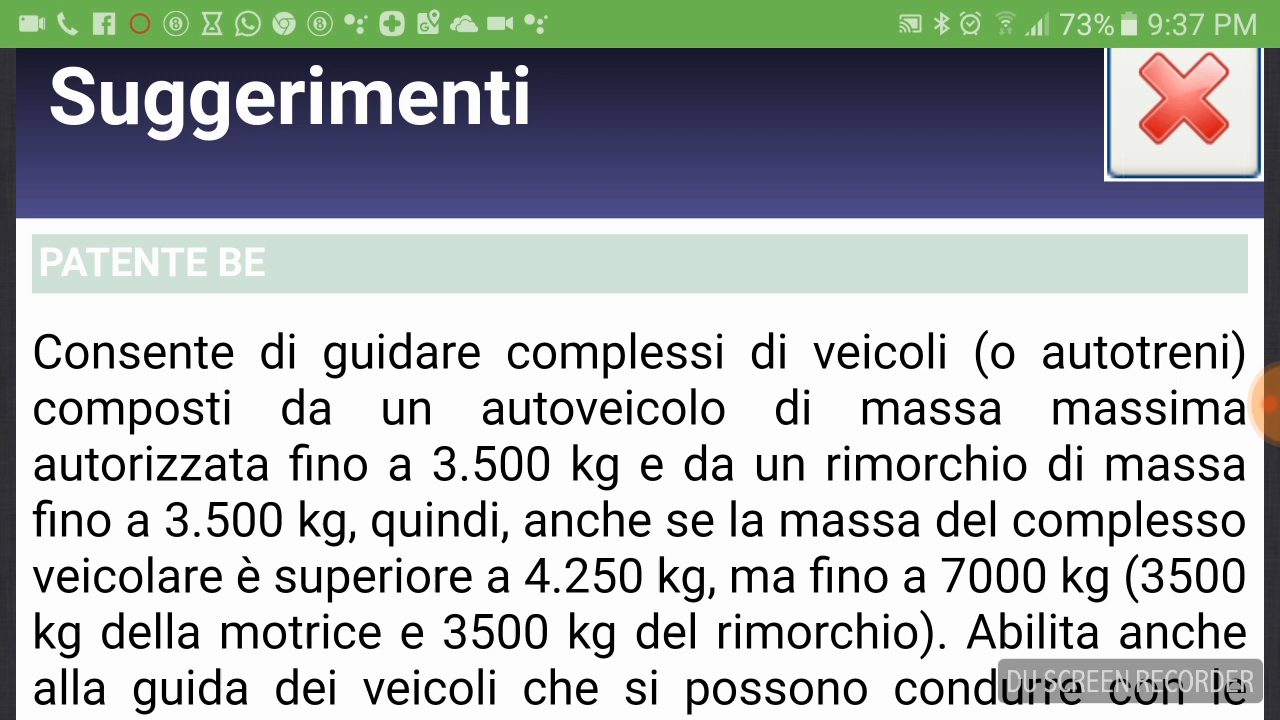 73% 9:37 PM
Suggerimenti
PATENTE BE
Consente di guidare complessi di veicoli (o autotreni)
composti da un autoveicolo di massa massima
autorizzata fino a 3.500 kg e da un rimorchio di massa
fino a 3.500 kg, quindi, anche se la massa del complesso
veicolare è superiore a 4.250 kg, ma fino a 7000 kg (3500
kg della motrice e 3500 kg del rimorchio). Abilita anche
alla guida dei veicoli che si possono condurre con le
DU SCREEN RECORDER